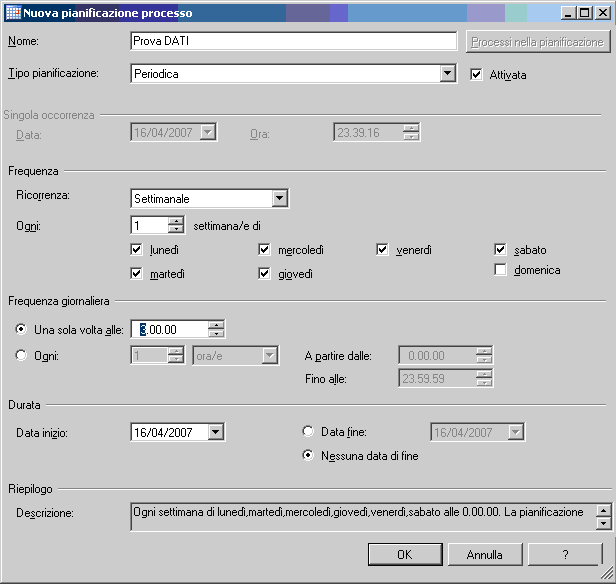 Nuova pianificazione processo
Nome: Prova DATI Processi nella pianificazione
Tipo pianificazione: Periodica Attivata
Singola occorrenza
Data: 16/04/2007 Ora: 23.39.16
Frequenza
Ricorrenza: Settimanale
Ogni: 1 settimana/e di
lunedì mercoledì venerdì sabato
martedì giovedì domenica
Frequenza giornaliera
Una sola volta alle: 3.00.00
Ogni: 1 ora/e A partire dalle: 0.00.00
Fino alle: 23.59.59
Durata
Data inizio: 16/04/2007 Data fine: 16/04/2007
Nessuna data di fine
Riepilogo
Descrizione: Ogni settimana di lunedì,martedì,mercoledì,giovedì,venerdì,sabato alle 0.00.00. La pianificazione
OK Annulla ?